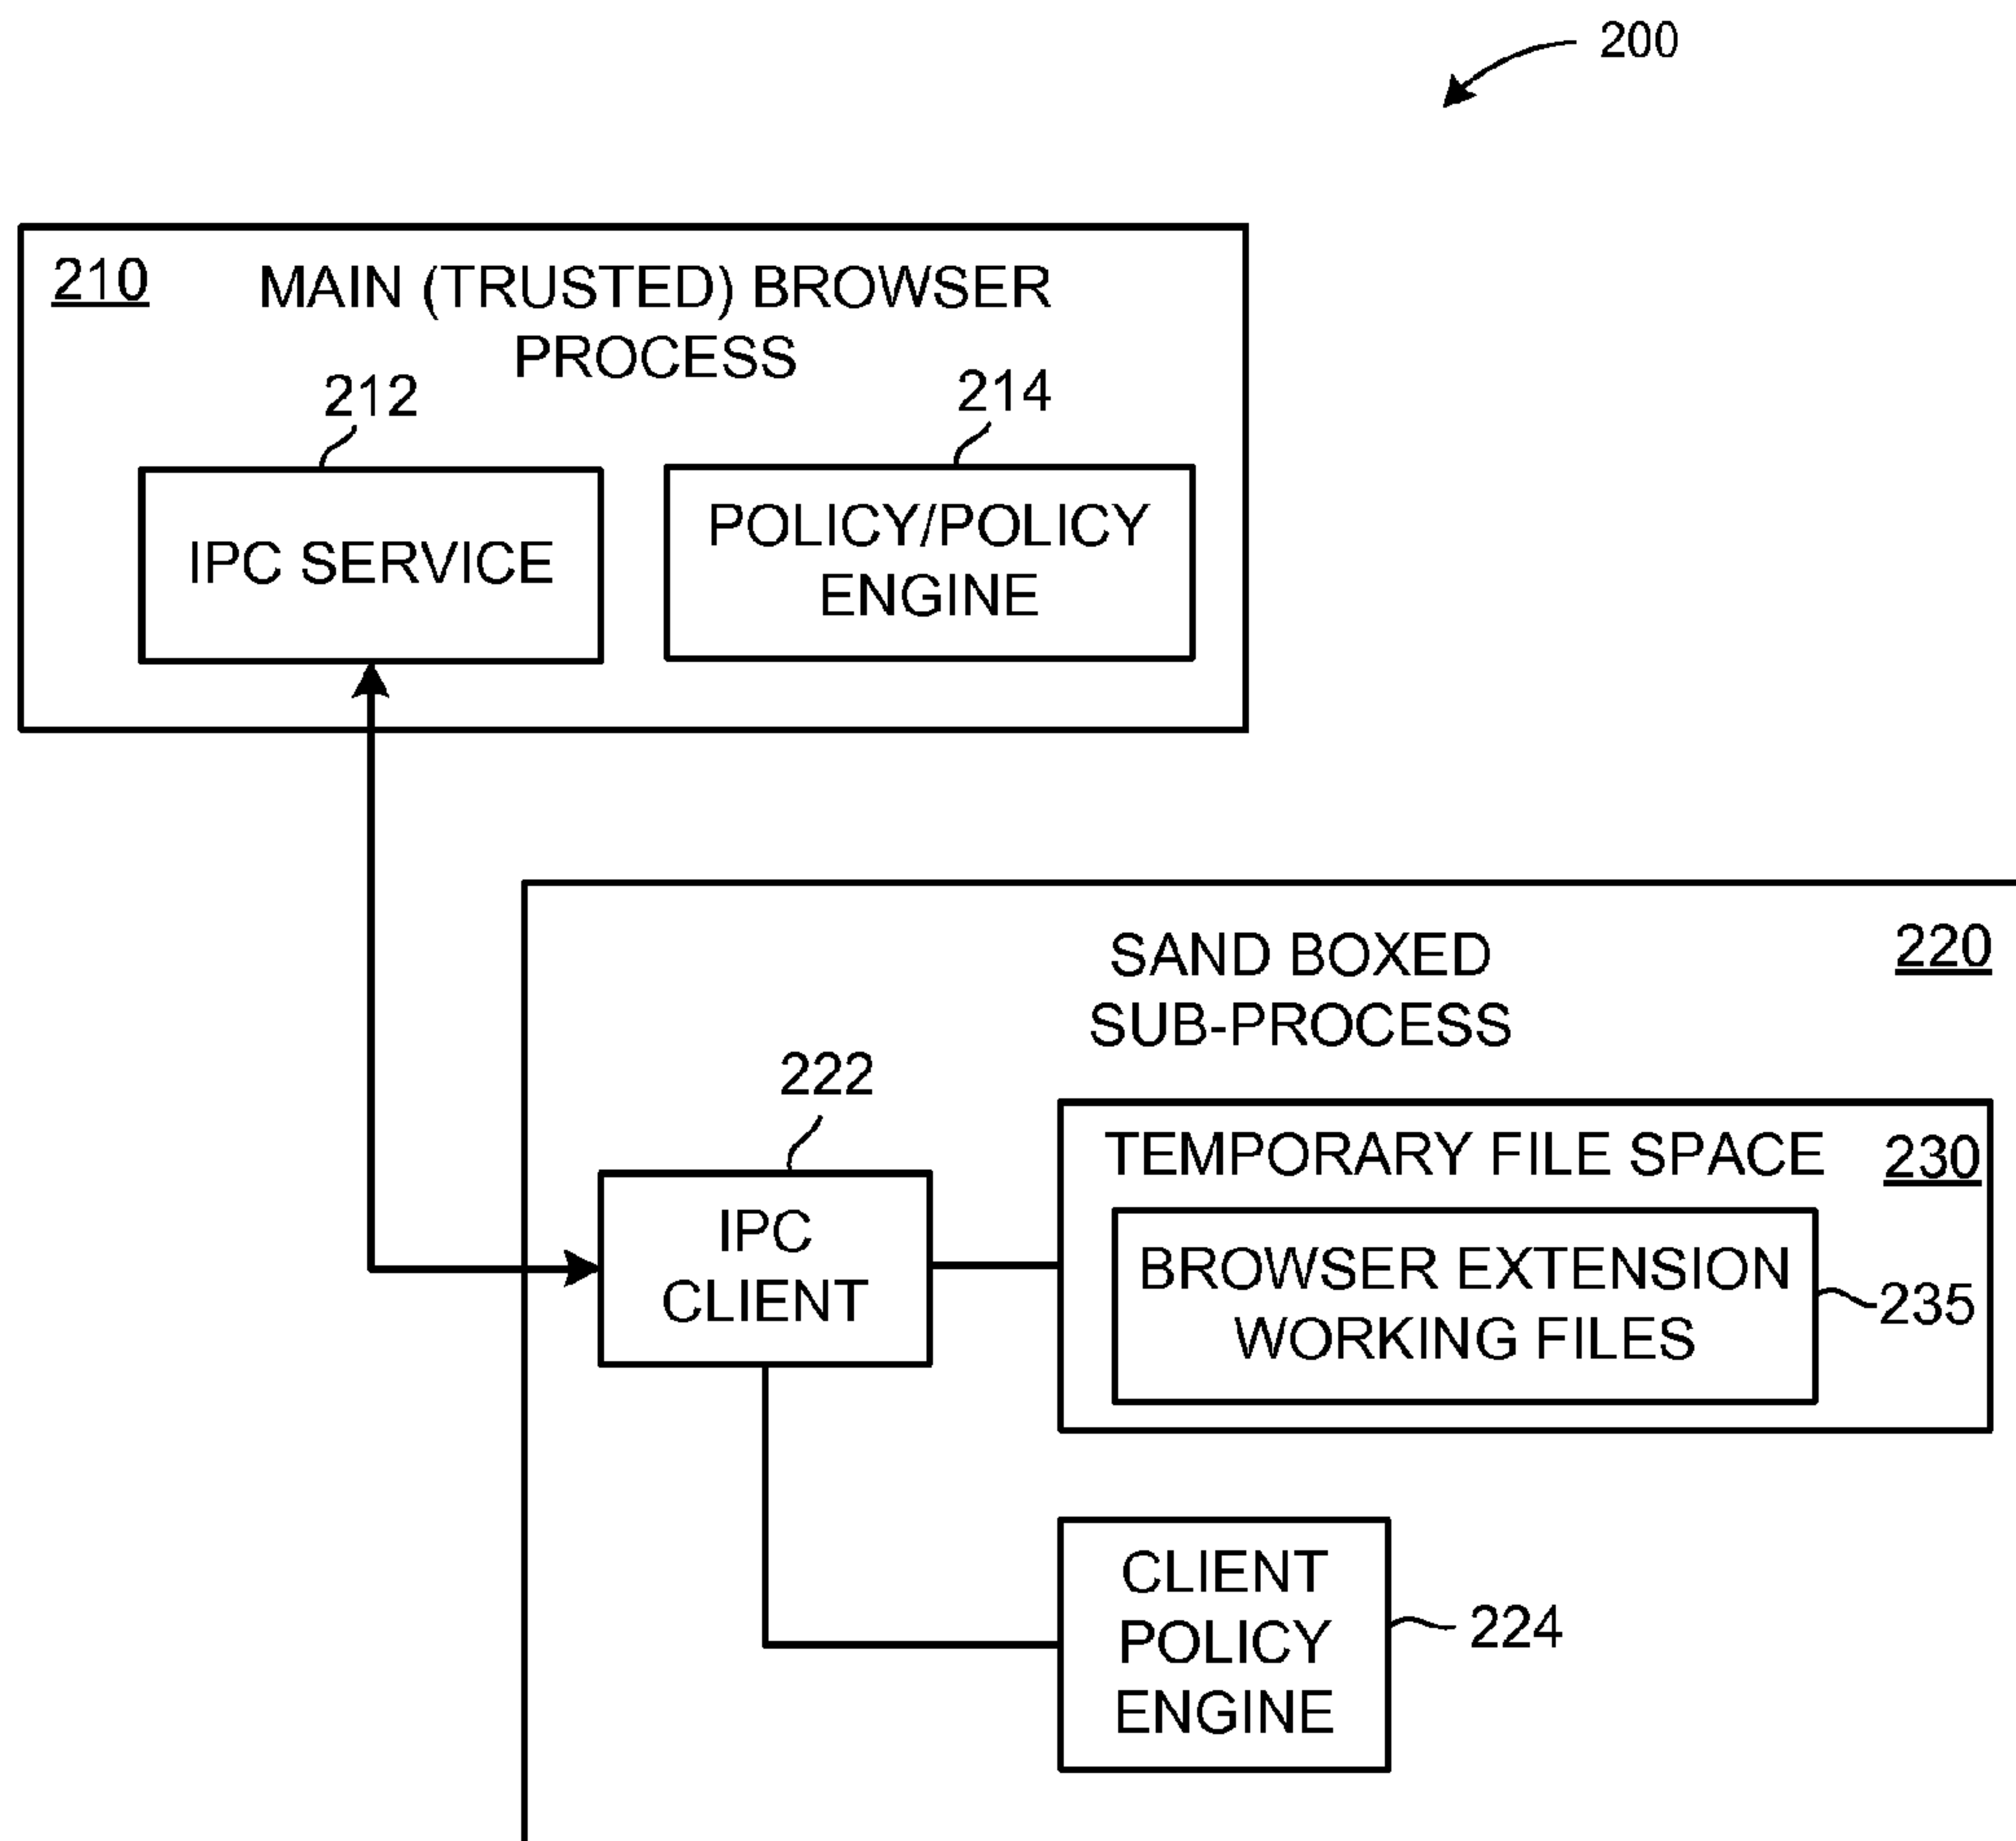 200
210
MAIN (TRUSTED) BROWSER
PROCESS
212
214
IPC SERVICE
POLICY/POLICY
ENGINE
SAND BOXED
SUB-PROCESS
220
222
IPC
CLIENT
TEMPORARY FILE SPACE
230
BROWSER EXTENSION
WORKING FILES
235
CLIENT
POLICY
ENGINE
224